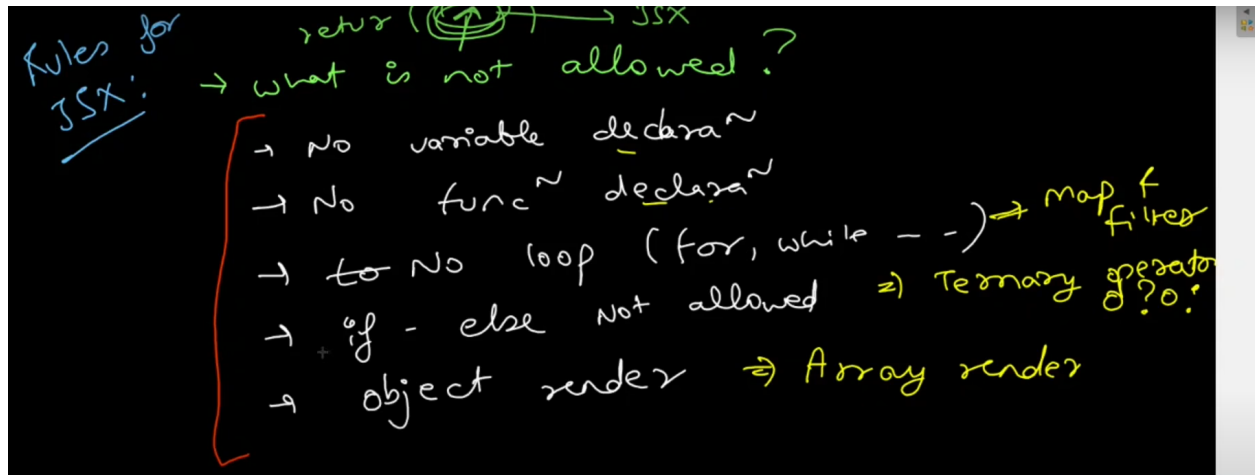 Rules for JSX:
retur ( ) → JSX
→ what is not allowed?
→ No variable declara~
→ No func~ declara~
→ to No loop (for, while - -) ⇒ map & filter
→ if - else Not allowed ⇒ Ternary operator ○?○:
→ object render ⇒ Array render